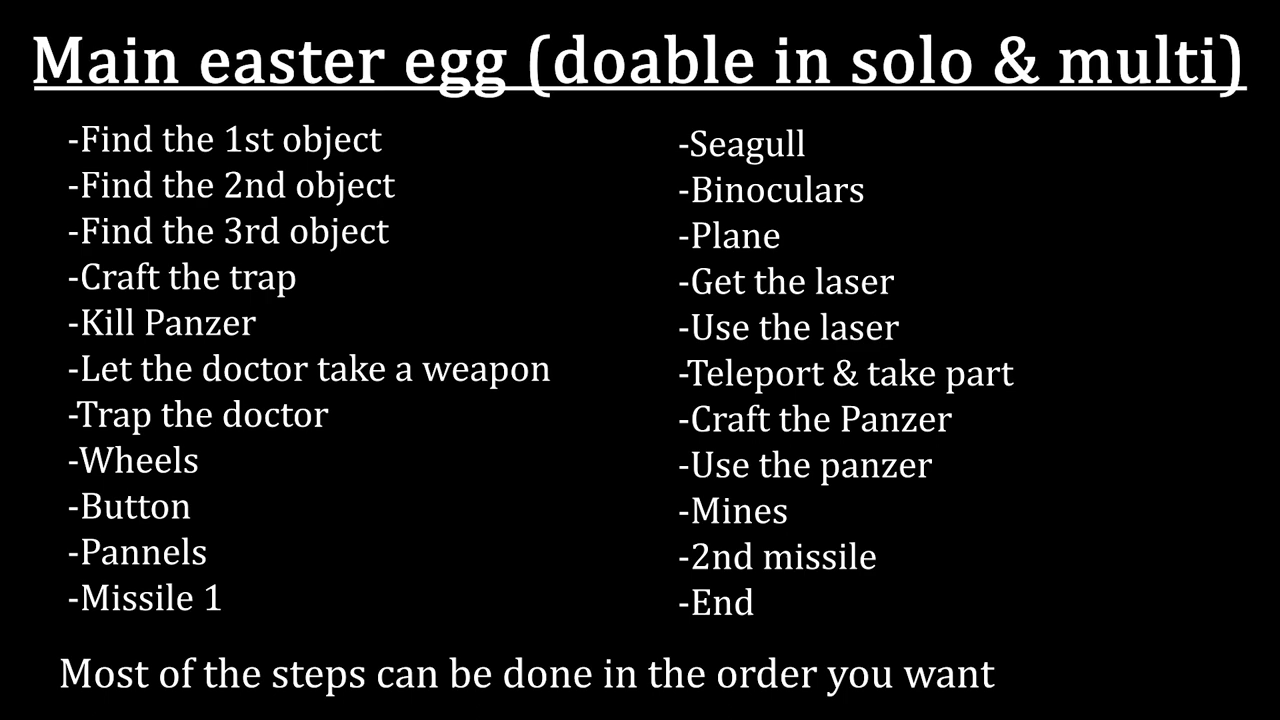 Main easter egg (doable in solo & multi)
-Find the 1st object
-Find the 2nd object
-Find the 3rd object
-Craft the trap
-Kill Panzer
-Let the doctor take a weapon
-Trap the doctor
-Wheels
-Button
-Pannels
-Missile 1
-Seagull
-Binoculars
-Plane
-Get the laser
-Use the laser
-Teleport & take part
-Craft the Panzer
-Use the panzer
-Mines
-2nd missile
-End
Most of the steps can be done in the order you want